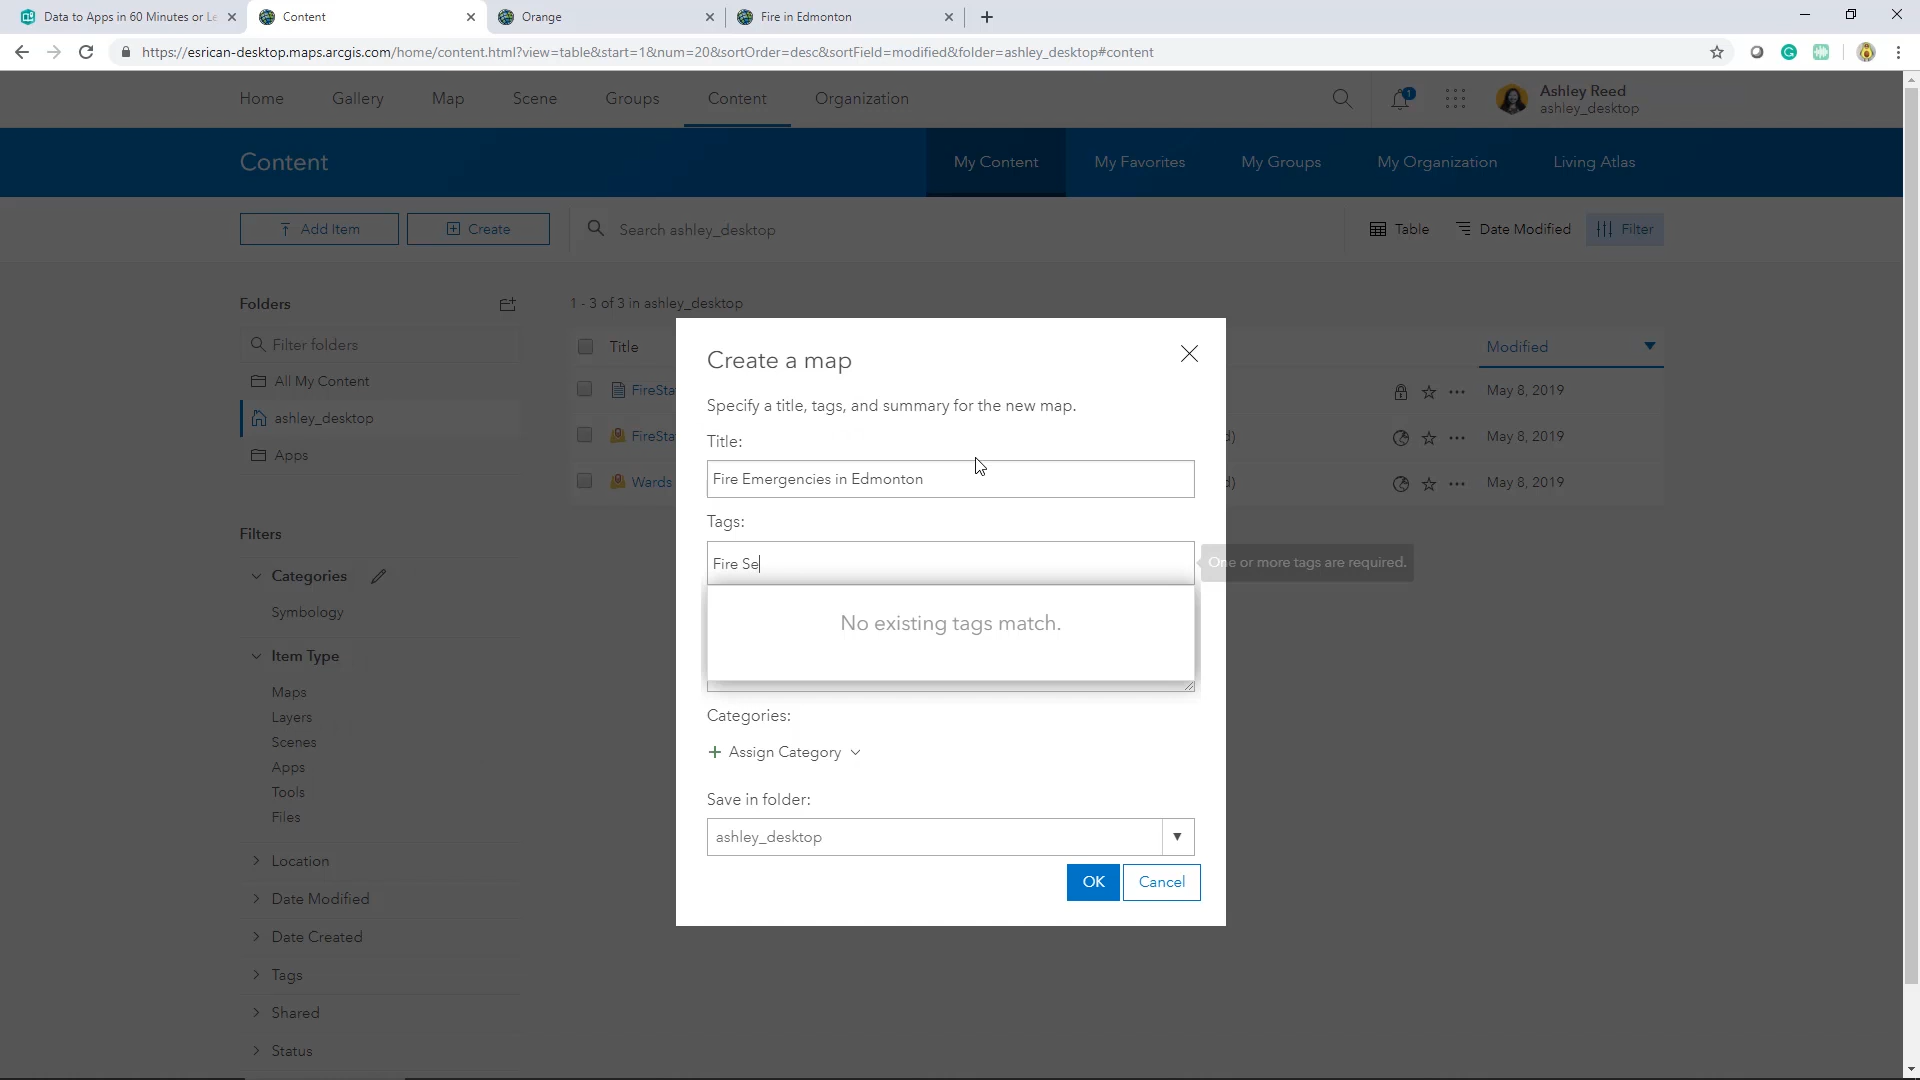 Data to Apps in 60 Minutes or Le
Content
Orange
Fire in Edmonton
https://esrican-desktop.maps.arcgis.com/home/content.html?view=table&start=1&num=20&sortOrder=desc&sortField=modified&folder=ashley_desktop#content
Home
Gallery
Map
Scene
Groups
Content
Organization
1
Ashley Reed
ashley_desktop
Content
My Content
My Favorites
My Groups
My Organization
Living Atlas
Add Item
Create
Search ashley_desktop
Table
Date Modified
Filter
Folders
Filter folders
All My Content
ashley_desktop
Apps
1 - 3 of 3 in ashley_desktop
Title
Modified
FireSta
May 8, 2019
FireSta
d)
May 8, 2019
Wards
d)
May 8, 2019
Filters
Categories
Symbology
Item Type
Maps
Layers
Scenes
Apps
Tools
Files
Location
Date Modified
Date Created
Tags
Shared
Status
Create a map
Specify a title, tags, and summary for the new map.
Title:
Fire Emergencies in Edmonton
Tags:
Fire Se
One or more tags are required.
No existing tags match.
Categories:
Assign Category
Save in folder:
ashley_desktop
OK
Cancel